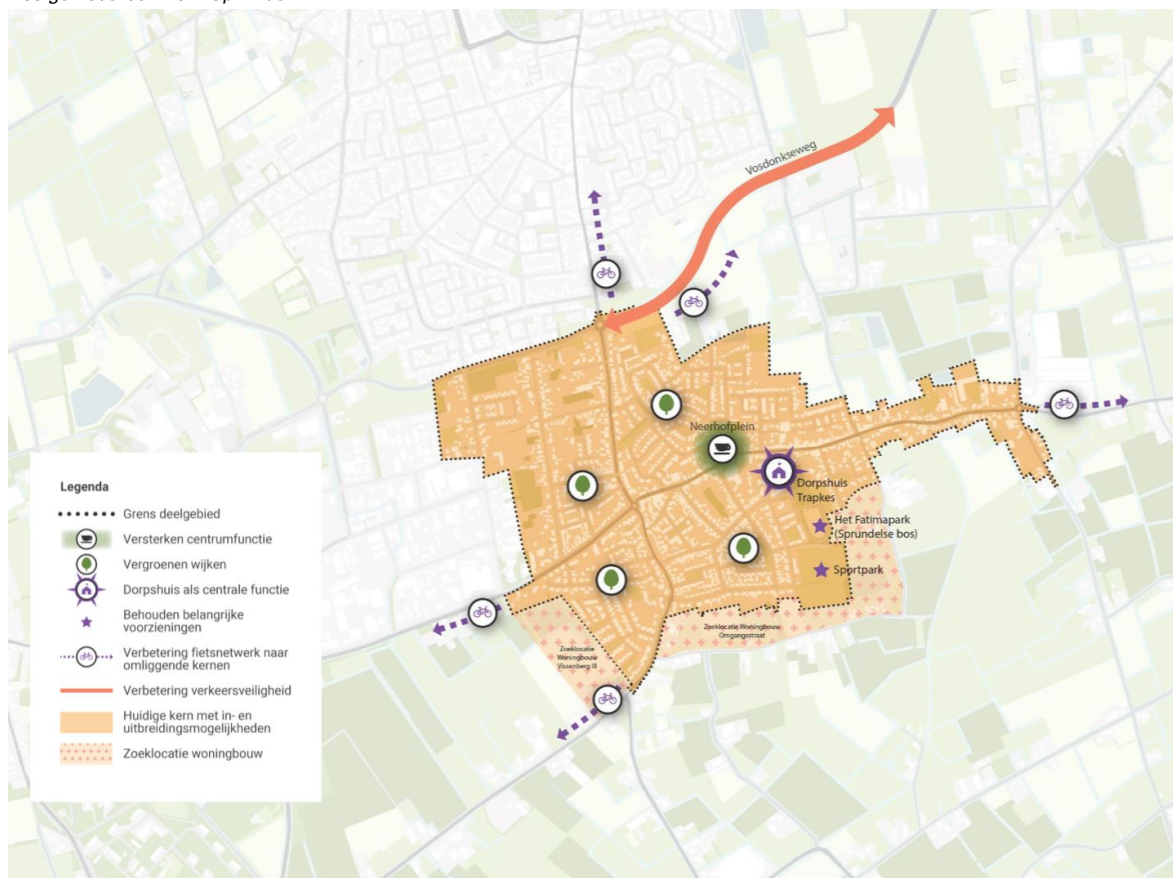 Vosdonkseweg
Neerhofplein
Dorpshuis
Trapkes
Het Fatimapark
(Sprundelse bos)
Sportpark
Zoeklocatie Woningbouw
Omgangsstraat
Zoeklocatie
Woningbouw
Vissenberg III
Legenda
Grens deelgebied
Versterken centrumfunctie
Vergroenen wijken
Dorpshuis als centrale functie
Behouden belangrijke
voorzieningen
Verbetering fietsnetwerk naar
omliggende kernen
Verbetering verkeersveiligheid
Huidige kern met in- en
uitbreidingsmogelijkheden
Zoeklocatie woningbouw